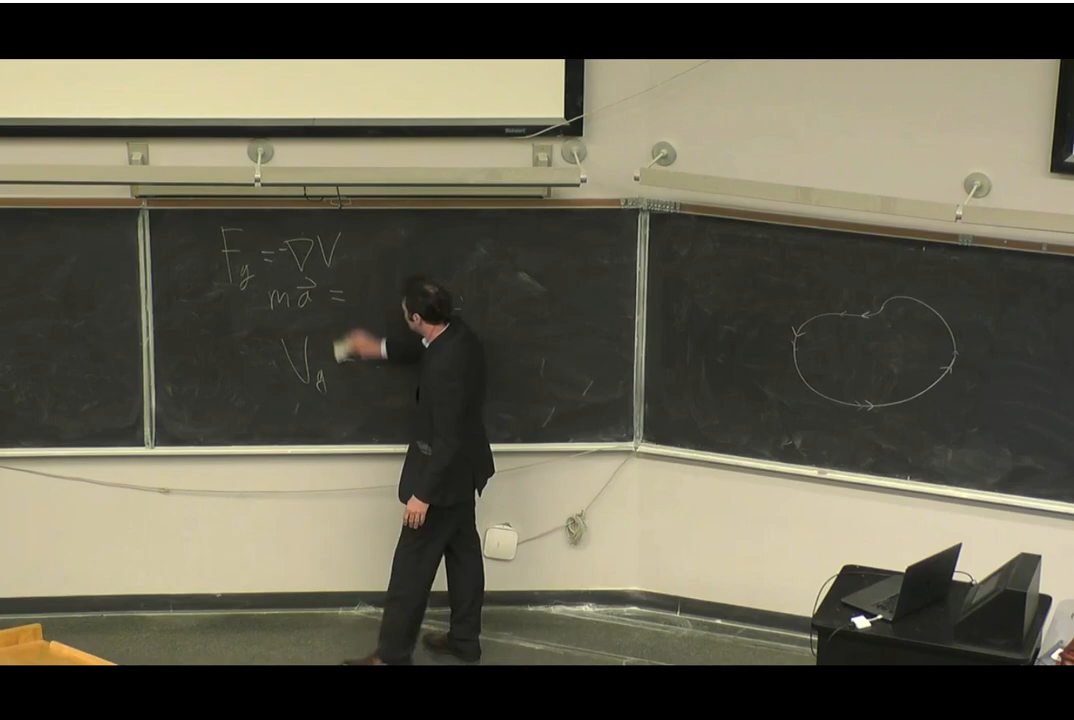 F_g = -∇V
m a⃗ =
V_g